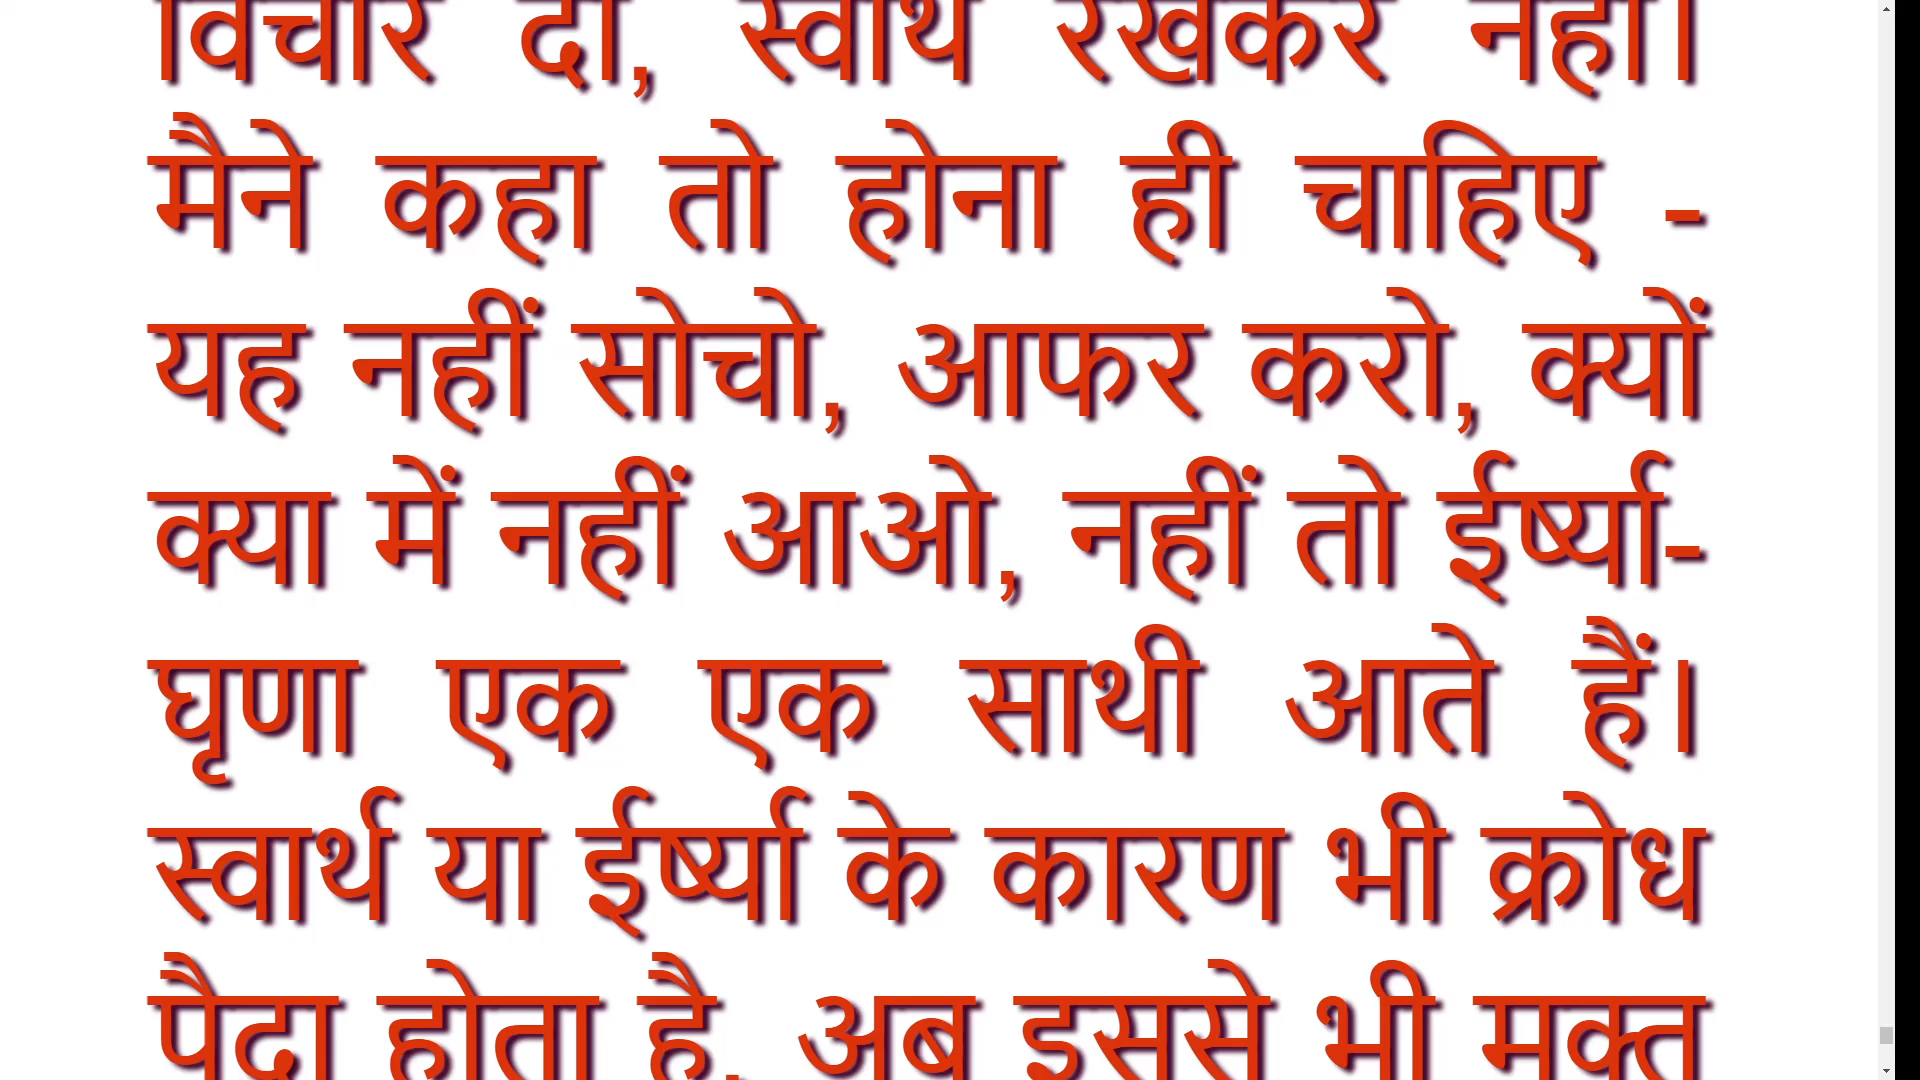 विचार दो, स्वार्थ रखकर नहीं।
मैने कहा तो होना ही चाहिए -
यह नहीं सोचो, आफर करो, क्यों
क्या में नहीं आओ, नहीं तो ईर्ष्या-
घृणा एक एक साथी आते हैं।
स्वार्थ या ईर्ष्या के कारण भी क्रोध
पैदा होता है, अब इससे भी मुक्त